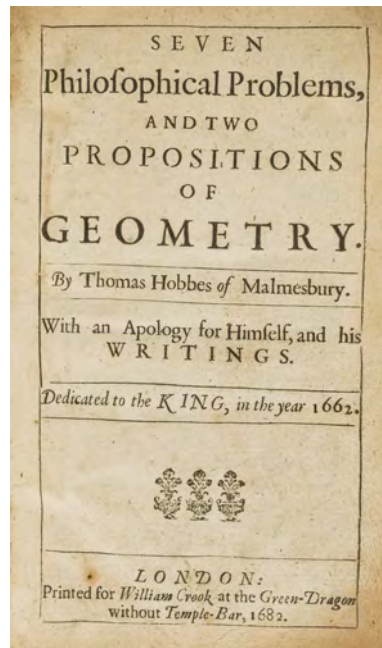 SEVEN
Philoſophical Problems,
AND TWO
PROPOSITIONS
OF
GEOMETRY.
By Thomas Hobbes of Malmesbury.
With an Apology for Himſelf, and his
WRITINGS.
Dedicated to the KING, in the year 1662.
LONDON:
Printed for William Crook at the Green-Dragon
without Temple-Bar, 1682.